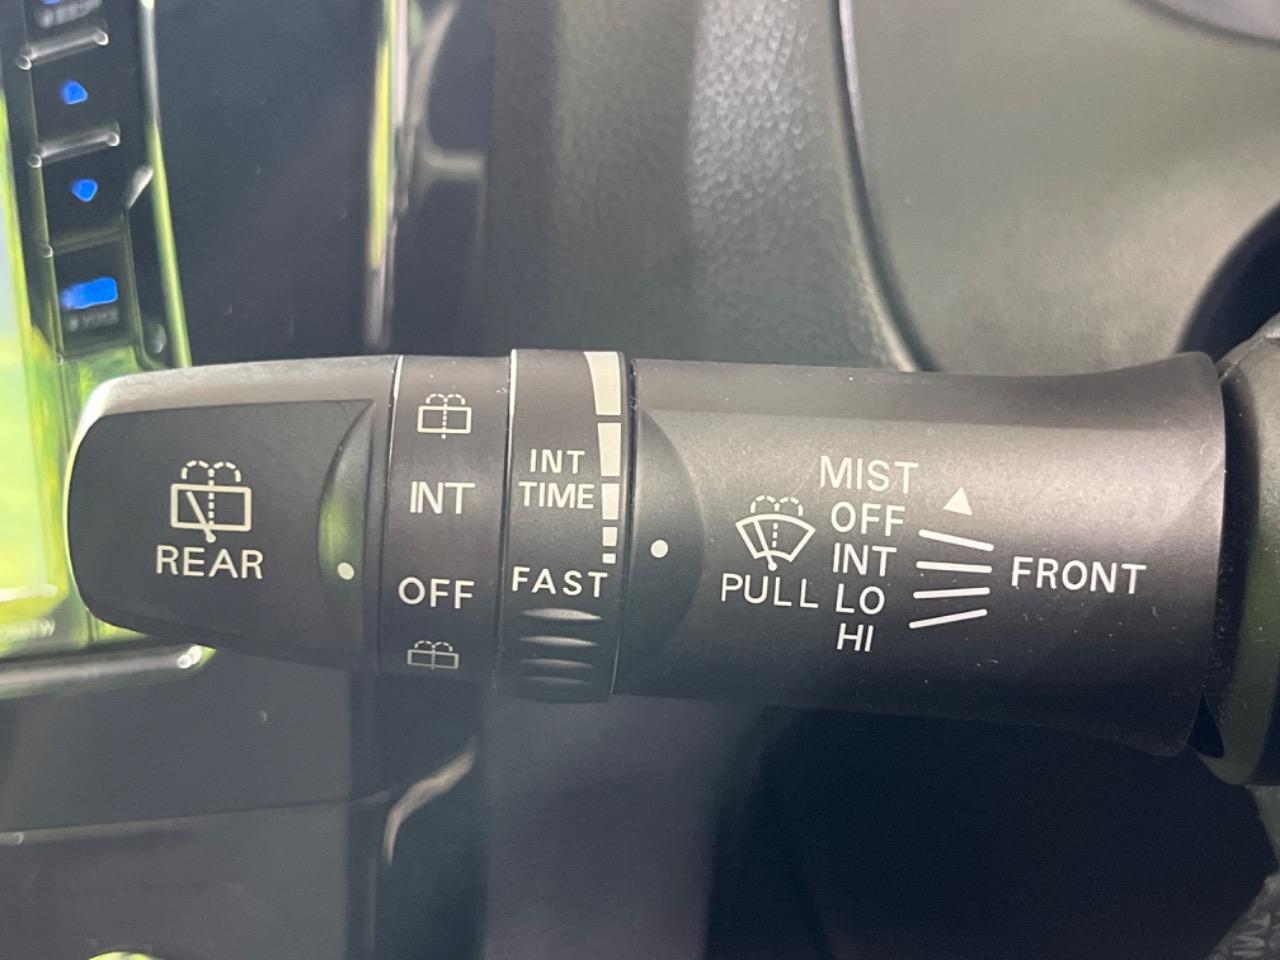 REAR
INT
OFF
INT
TIME
FAST
PULL
MIST
OFF
INT
LO
HI
FRONT